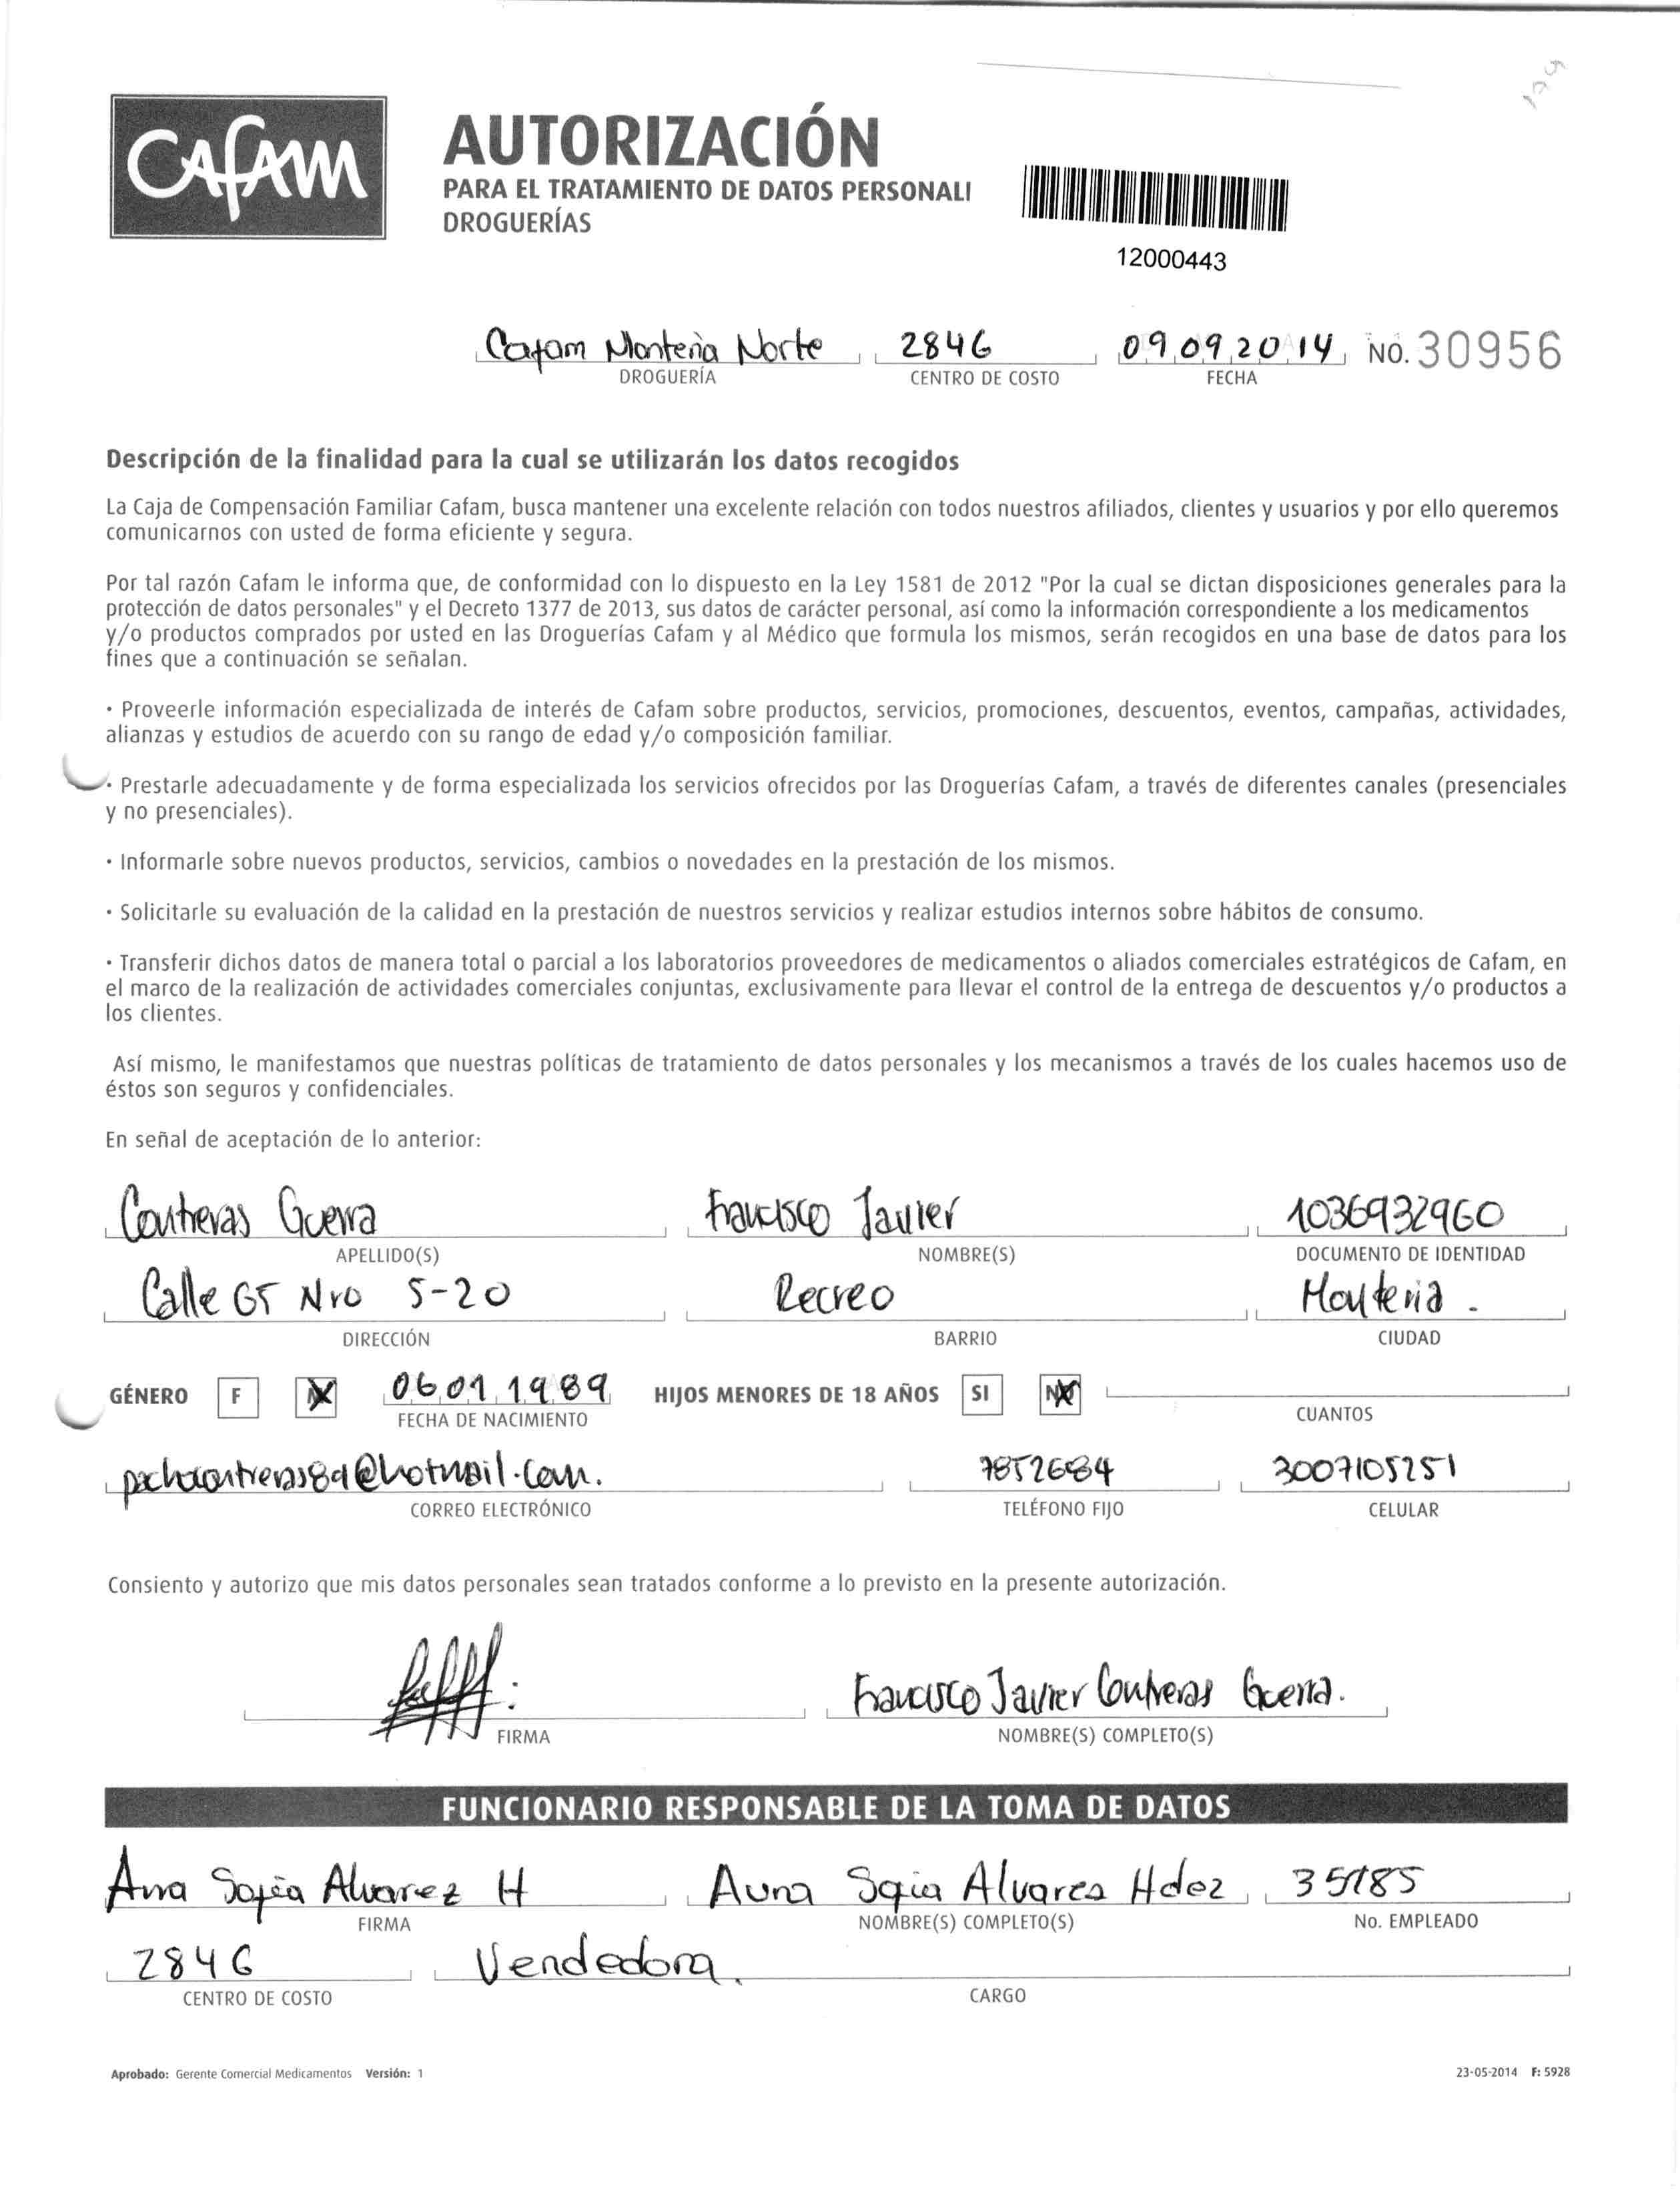 CAFAM
AUTORIZACIÓN
PARA EL TRATAMIENTO DE DATOS PERSONALI
DROGUERÍAS
12000443
Cafam Monteria Norte 2846 09 09 2014 NO. 30956
DROGUERÍA CENTRO DE COSTO FECHA
Descripción de la finalidad para la cual se utilizarán los datos recogidos
La Caja de Compensación Familiar Cafam, busca mantener una excelente relación con todos nuestros afiliados, clientes y usuarios y por ello queremos
comunicarnos con usted de forma eficiente y segura.
Por tal razón Cafam le informa que, de conformidad con lo dispuesto en la Ley 1581 de 2012 "Por la cual se dictan disposiciones generales para la
protección de datos personales" y el Decreto 1377 de 2013, sus datos de carácter personal, así como la información correspondiente a los medicamentos
y/o productos comprados por usted en las Droguerías Cafam y al Médico que formula los mismos, serán recogidos en una base de datos para los
fines que a continuación se señalan.
· Proveerle información especializada de interés de Cafam sobre productos, servicios, promociones, descuentos, eventos, campañas, actividades,
alianzas y estudios de acuerdo con su rango de edad y/o composición familiar.
· Prestarle adecuadamente y de forma especializada los servicios ofrecidos por las Droguerías Cafam, a través de diferentes canales (presenciales
y no presenciales).
· Informarle sobre nuevos productos, servicios, cambios o novedades en la prestación de los mismos.
· Solicitarle su evaluación de la calidad en la prestación de nuestros servicios y realizar estudios internos sobre hábitos de consumo.
· Transferir dichos datos de manera total o parcial a los laboratorios proveedores de medicamentos o aliados comerciales estratégicos de Cafam, en
el marco de la realización de actividades comerciales conjuntas, exclusivamente para llevar el control de la entrega de descuentos y/o productos a
los clientes.
Así mismo, le manifestamos que nuestras políticas de tratamiento de datos personales y los mecanismos a través de los cuales hacemos uso de
éstos son seguros y confidenciales.
En señal de aceptación de lo anterior:
Contreras Guerra Francisco Javier 1036932960
APELLIDO(S) NOMBRE(S) DOCUMENTO DE IDENTIDAD
Calle 65 Nro 5-20 Recreo Monteria.
DIRECCIÓN BARRIO CIUDAD
GÉNERO F M 06 01 1989 HIJOS MENORES DE 18 AÑOS SI NO
FECHA DE NACIMIENTO CUANTOS
pachocontreras89@hotmail.com. 7852684 3007105251
CORREO ELECTRÓNICO TELÉFONO FIJO CELULAR
Consiento y autorizo que mis datos personales sean tratados conforme a lo previsto en la presente autorización.
Francisco Javier Contreras Guerra.
FIRMA NOMBRE(S) COMPLETO(S)
FUNCIONARIO RESPONSABLE DE LA TOMA DE DATOS
Ana Sofia Alvarez H Auna Sofia Alvarez Hdez 35785
FIRMA NOMBRE(S) COMPLETO(S) No. EMPLEADO
2846 Vendedora.
CENTRO DE COSTO CARGO
Aprobado: Gerente Comercial Medicamentos Versión: 1 23-05-2014 F: 5928